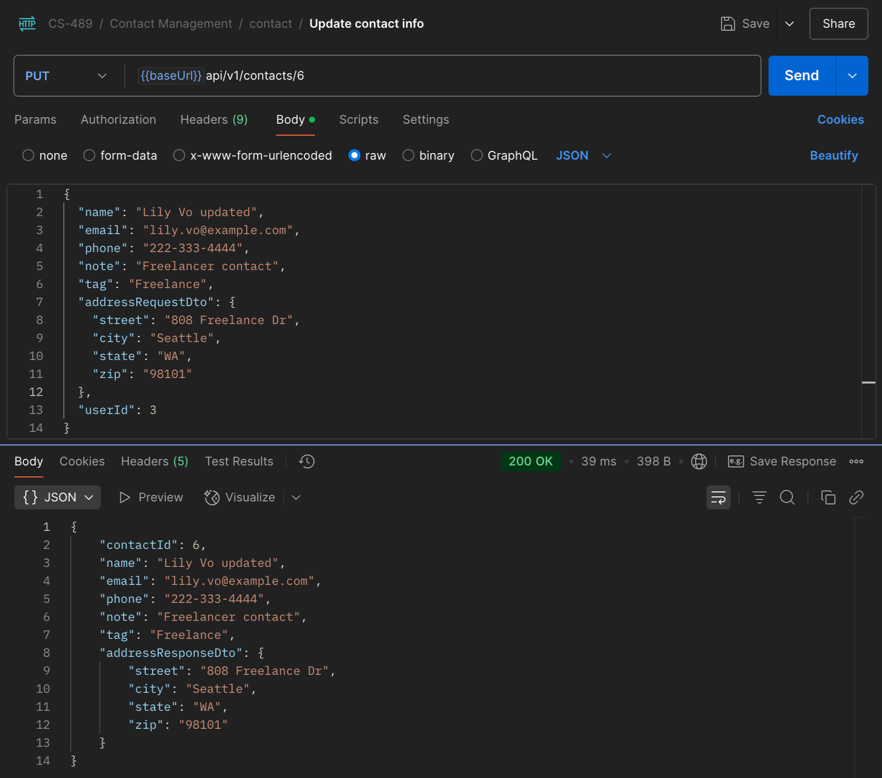 HTTP CS-489 / Contact Management / contact / Update contact info Save Share
PUT {{baseUrl}} api/v1/contacts/6 Send
Params Authorization Headers (9) Body Scripts Settings Cookies
none form-data x-www-form-urlencoded raw binary GraphQL JSON Beautify
1 {
2 "name": "Lily Vo updated",
3 "email": "lily.vo@example.com",
4 "phone": "222-333-4444",
5 "note": "Freelancer contact",
6 "tag": "Freelance",
7 "addressRequestDto": {
8 "street": "808 Freelance Dr",
9 "city": "Seattle",
10 "state": "WA",
11 "zip": "98101"
12 },
13 "userId": 3
14 }
Body Cookies Headers (5) Test Results 200 OK • 39 ms • 398 B • e.g. Save Response
{} JSON Preview Visualize
1 {
2 "contactId": 6,
3 "name": "Lily Vo updated",
4 "email": "lily.vo@example.com",
5 "phone": "222-333-4444",
6 "note": "Freelancer contact",
7 "tag": "Freelance",
8 "addressResponseDto": {
9 "street": "808 Freelance Dr",
10 "city": "Seattle",
11 "state": "WA",
12 "zip": "98101"
13 }
14 }